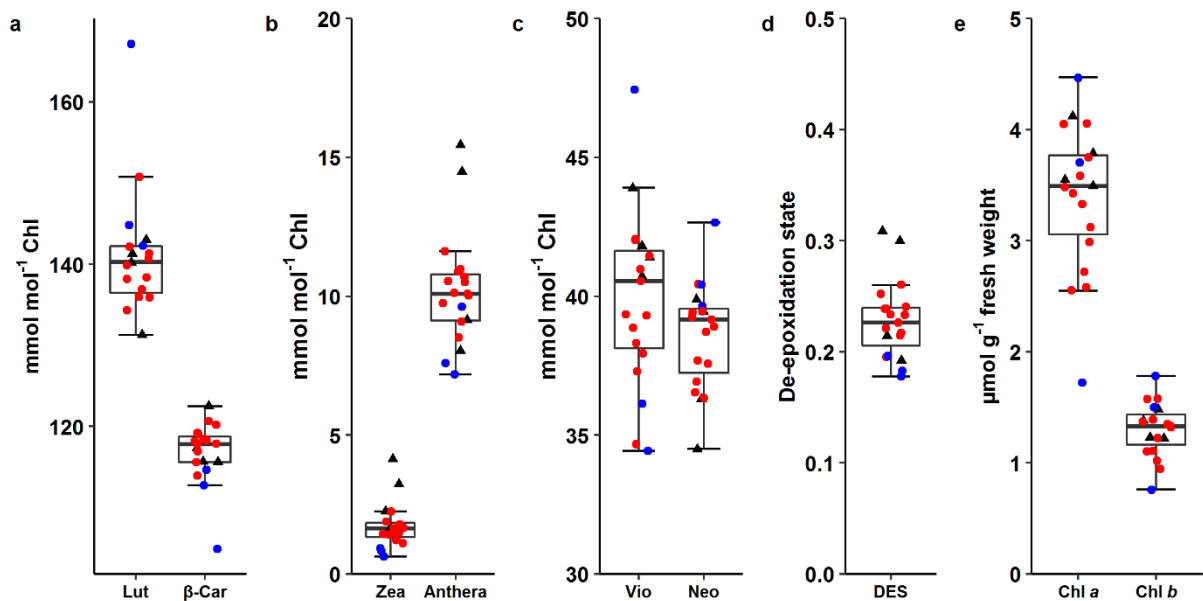 a
mmol mol⁻¹ Chl
160
140
120
Lut β-Car
b
mmol mol⁻¹ Chl
20
15
10
5
0
Zea Anthera
c
mmol mol⁻¹ Chl
50
45
40
35
30
Vio Neo
d
De-epoxidation state
0.5
0.4
0.3
0.2
0.1
0.0
DES
e
μmol g⁻¹ fresh weight
5
4
3
2
1
0
Chl a Chl b